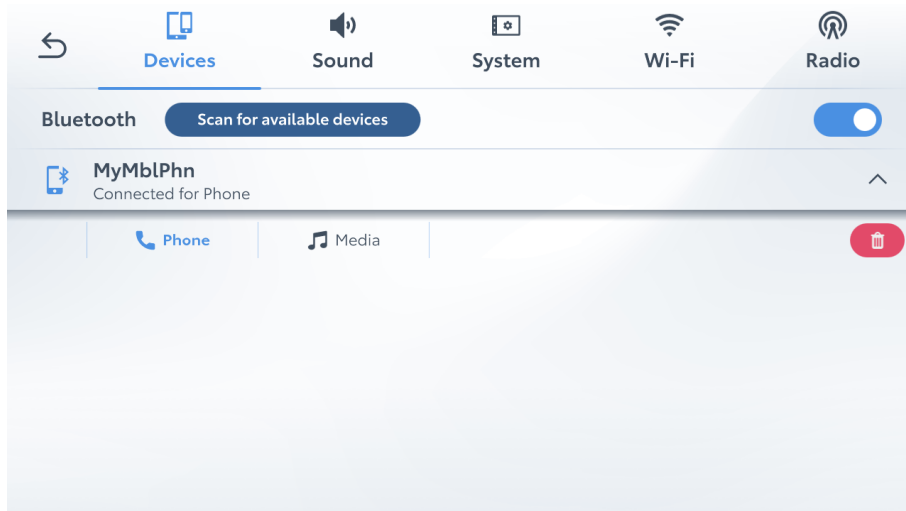 Devices Sound System Wi-Fi Radio
Bluetooth Scan for available devices
MyMblPhn
Connected for Phone
Phone Media